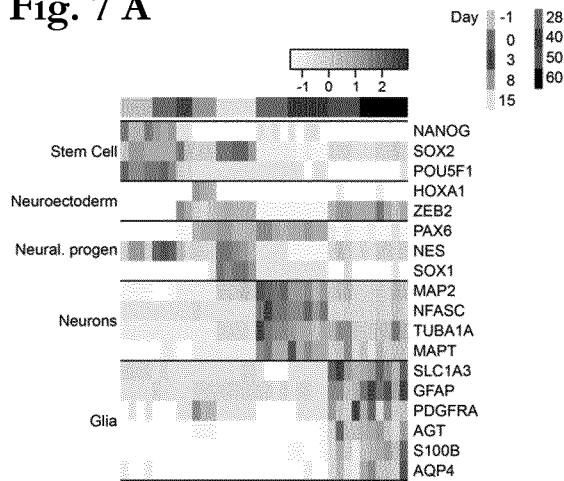 Fig. 7 A
Day -1 28
0 40
3 50
8 60
15
-1 0 1 2
NANOG
Stem Cell SOX2
POU5F1
HOXA1
Neuroectoderm ZEB2
PAX6
Neural. progen NES
SOX1
MAP2
NFASC
Neurons TUBA1A
MAPT
SLC1A3
GFAP
PDGFRA
Glia AGT
S100B
AQP4